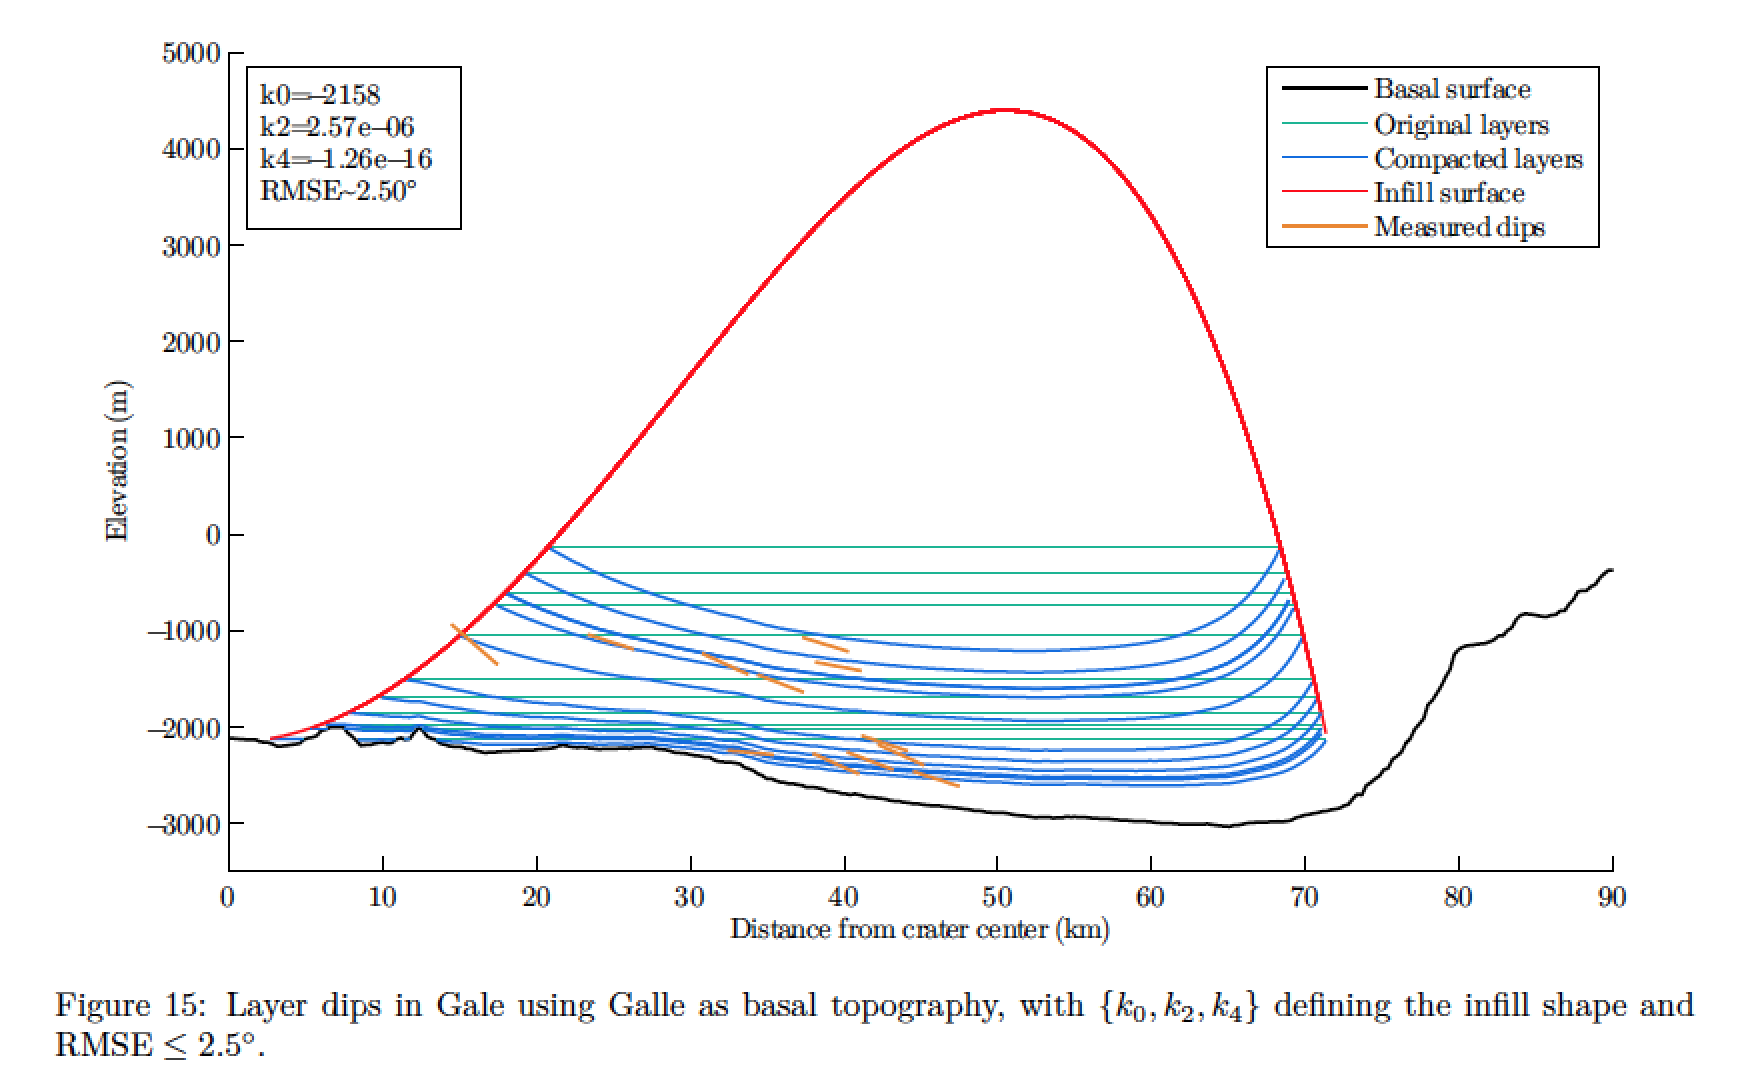 5000
4000
3000
2000
1000
0
–1000
–2000
–3000
Elevation (m)
k0=–2158
k2=2.57e–06
k4=–1.26e–16
RMSE~2.50°
Basal surface
Original layers
Compacted layers
Infill surface
Measured dips
0 10 20 30 40 50 60 70 80 90
Distance from crater center (km)
Figure 15: Layer dips in Gale using Galle as basal topography, with {k₀, k₂, k₄} defining the infill shape and
RMSE ≤ 2.5°.